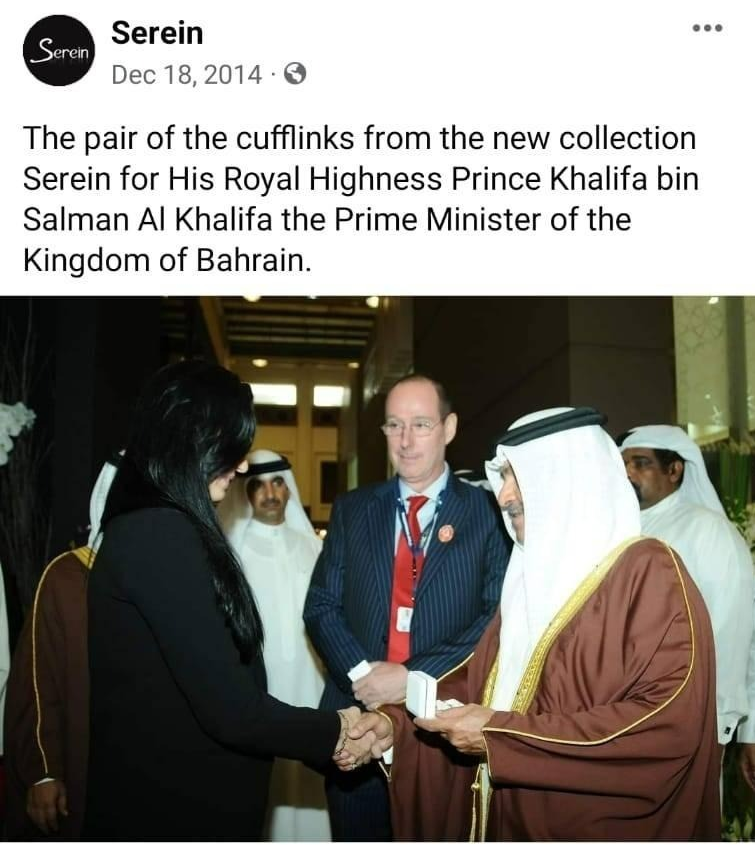 Serein
Serein
Dec 18, 2014 ·
The pair of the cufflinks from the new collection
Serein for His Royal Highness Prince Khalifa bin
Salman Al Khalifa the Prime Minister of the
Kingdom of Bahrain.